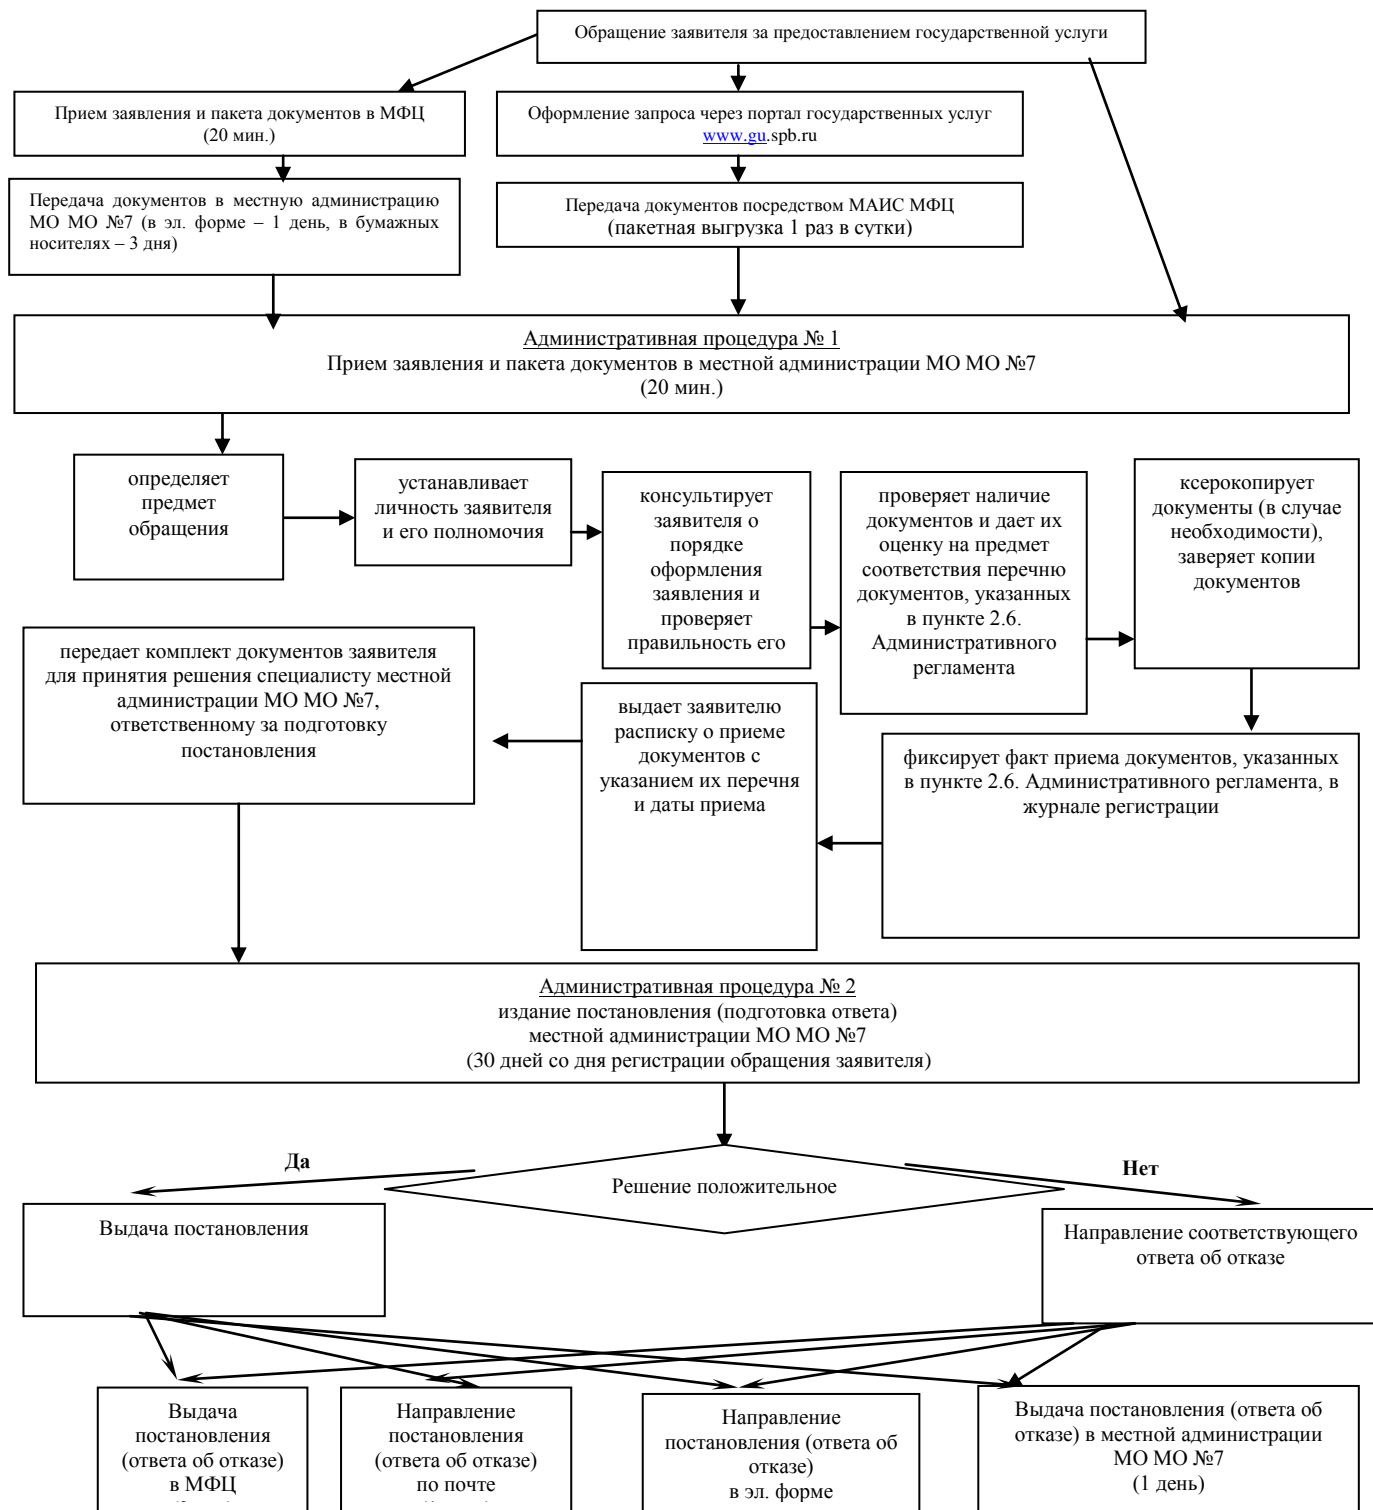 Обращение заявителя за предоставлением государственной услуги
Прием заявления и пакета документов в МФЦ
(20 мин.)
Оформление запроса через портал государственных услуг
www.gu.spb.ru
Передача документов в местную администрацию
МО МО №7 (в эл. форме – 1 день, в бумажных
носителях – 3 дня)
Передача документов посредством МАИС МФЦ
(пакетная выгрузка 1 раз в сутки)
Административная процедура № 1
Прием заявления и пакета документов в местной администрации МО МО №7
(20 мин.)
определяет
предмет
обращения
устанавливает
личность заявителя
и его полномочия
консультирует
заявителя о
порядке
оформления
заявления и
проверяет
правильность его
проверяет наличие
документов и дает их
оценку на предмет
соответствия перечню
документов, указанных
в пункте 2.6.
Административного
регламента
ксерокопирует
документы (в случае
необходимости),
заверяет копии
документов
передает комплект документов заявителя
для принятия решения специалисту местной
администрации МО МО №7,
ответственному за подготовку
постановления
выдает заявителю
расписку о приеме
документов с
указанием их перечня
и даты приема
фиксирует факт приема документов, указанных
в пункте 2.6. Административного регламента, в
журнале регистрации
Административная процедура № 2
издание постановления (подготовка ответа)
местной администрации МО МО №7
(30 дней со дня регистрации обращения заявителя)
Да
Решение положительное
Нет
Выдача постановления
Направление соответствующего
ответа об отказе
Выдача
постановления
(ответа об отказе)
в МФЦ
Направление
постановления
(ответа об отказе)
по почте
Направление
постановления (ответа об
отказе)
в эл. форме
Выдача постановления (ответа об
отказе) в местной администрации
МО МО №7
(1 день)